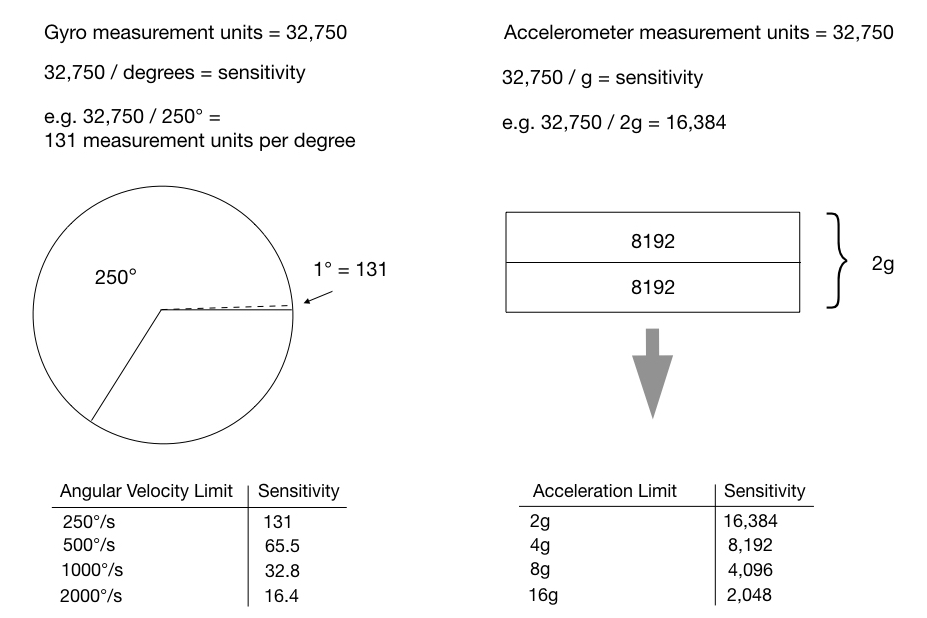 Gyro measurement units = 32,750
32,750 / degrees = sensitivity
e.g. 32,750 / 250° =
131 measurement units per degree
250°
1° = 131
Angular Velocity Limit Sensitivity
250°/s 131
500°/s 65.5
1000°/s 32.8
2000°/s 16.4
Accelerometer measurement units = 32,750
32,750 / g = sensitivity
e.g. 32,750 / 2g = 16,384
8192
8192
2g
Acceleration Limit Sensitivity
2g 16,384
4g 8,192
8g 4,096
16g 2,048